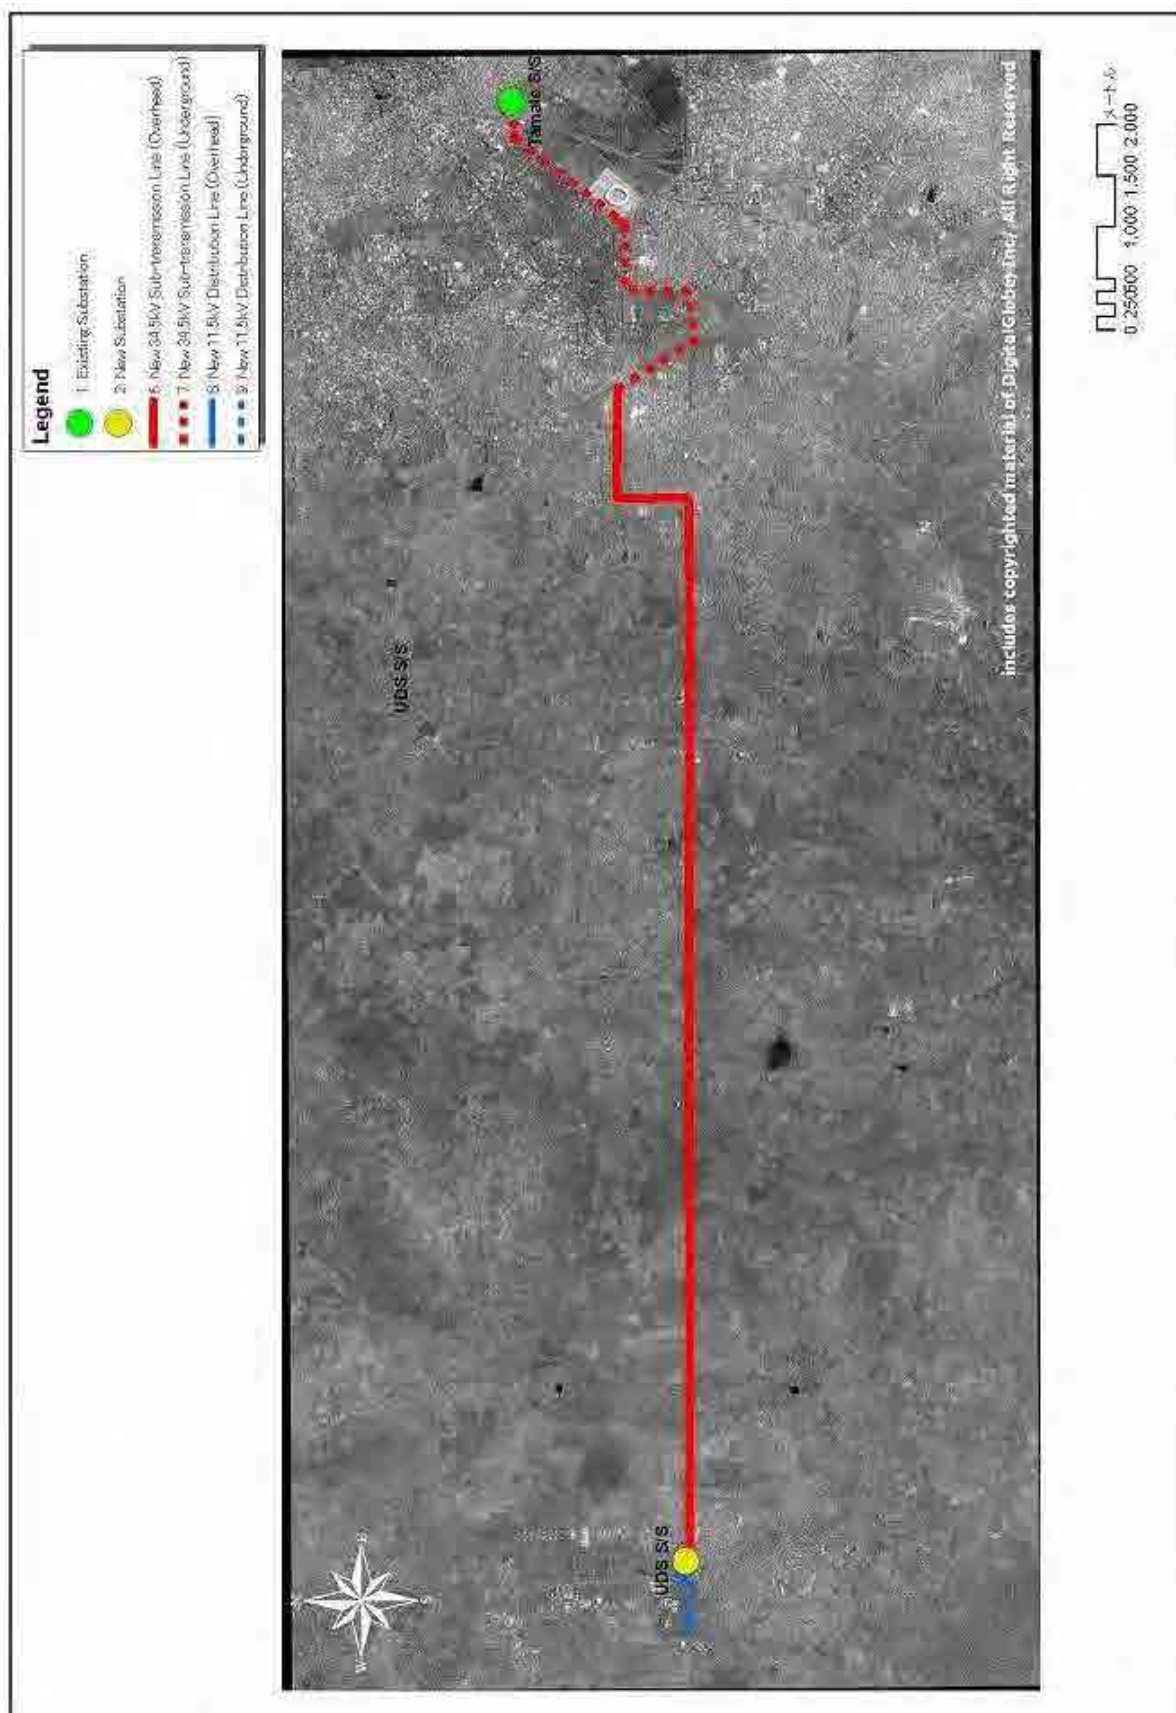 Legend
1. Existing Substation
2. New Substation
6. New 34.5kV Sub-transmission Line (Overhead)
7. New 34.5kV Sub-transmission Line (Underground)
8. New 11.5kV Distribution Line (Overhead)
9. New 11.5kV Distribution Line (Underground)
Tamale S/S
UDS S/S
UDS S/S
W
includes copyrighted material of DigitalGlobe, Inc, All Right Reserved
0 250500 1,000 1,500 2,000
メートル